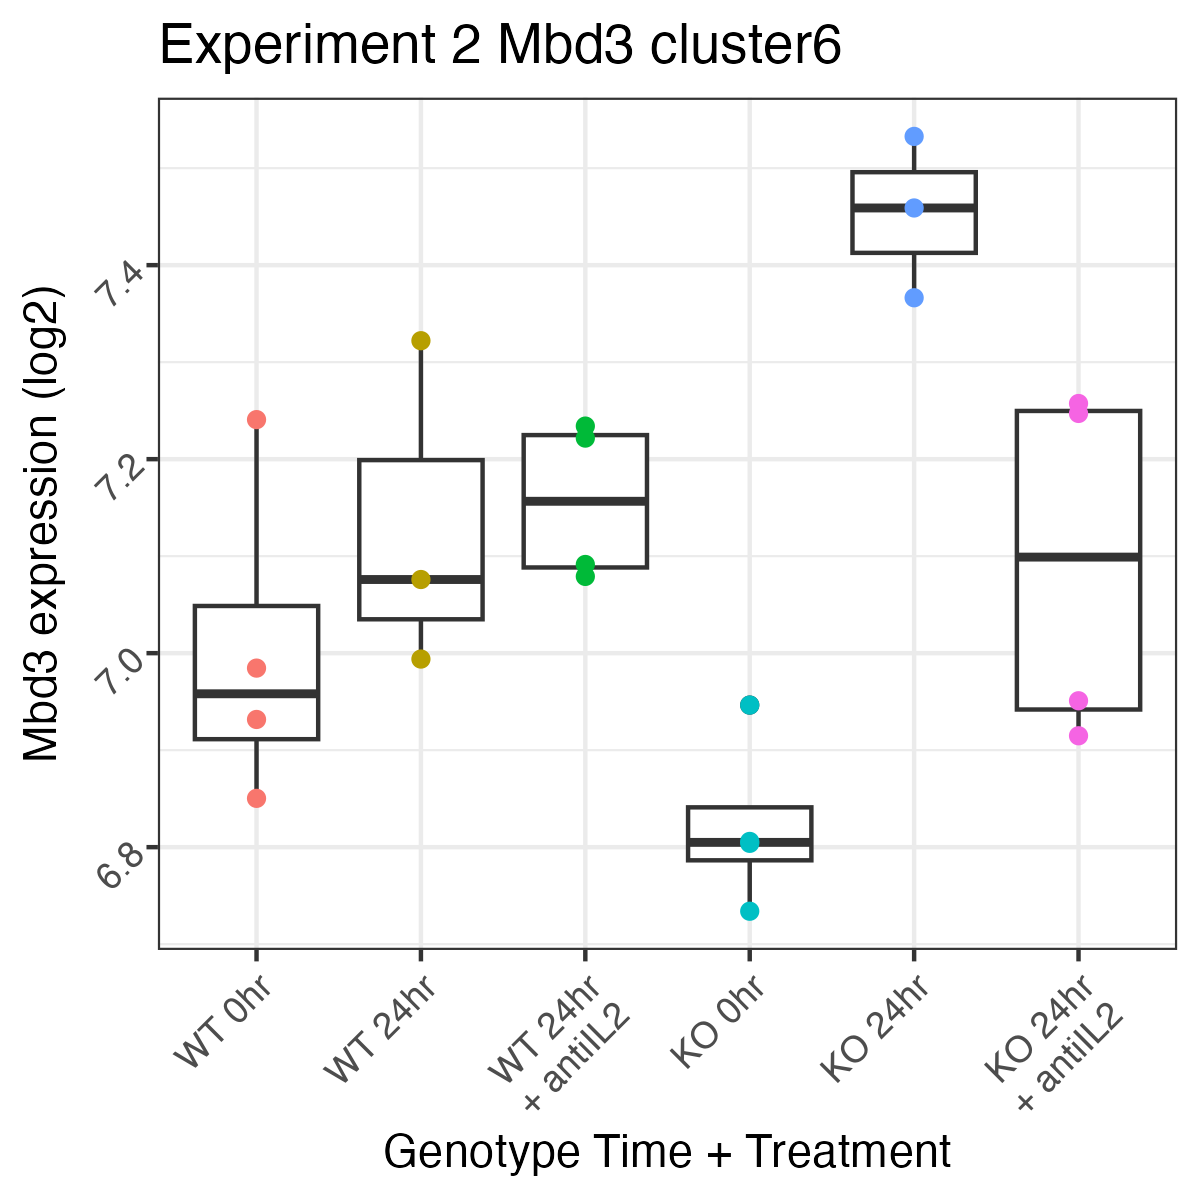 Experiment 2 Mbd3 cluster6
Mbd3 expression (log2)
7.4
7.2
7.0
6.8
WT 0hr
WT 24hr
WT 24hr
+ antiIL2
KO 0hr
KO 24hr
KO 24hr
+ antiIL2
Genotype Time + Treatment